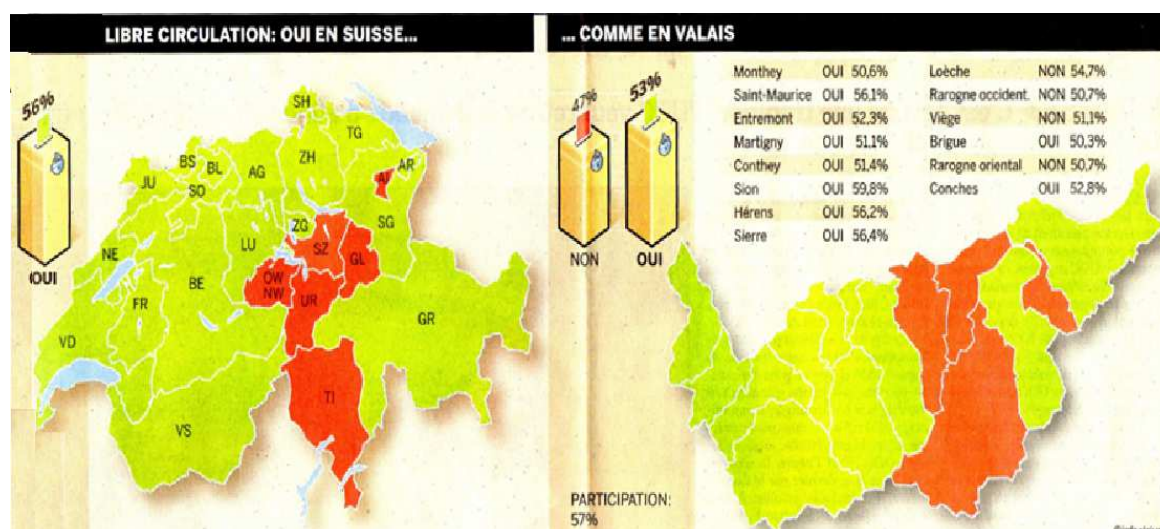 LIBRE CIRCULATION: OUI EN SUISSE...
56%
OUI
SH
TG
BS
BL
AG
ZH
AR
JU
SO
AI
ZG
SG
LU
SZ
GL
NE
OW
NW
BE
FR
UR
GR
VD
TI
VS
... COMME EN VALAIS
47%
NON
53%
OUI
Monthey OUI 50,6%
Saint-Maurice OUI 56,1%
Entremont OUI 52,3%
Martigny OUI 51,1%
Conthey OUI 51,4%
Sion OUI 59,8%
Hérens OUI 56,2%
Sierre OUI 56,4%
Loèche NON 54,7%
Rarogne occident. NON 50,7%
Viège NON 51,1%
Brigue OUI 50,3%
Rarogne oriental NON 50,7%
Conches OUI 52,8%
PARTICIPATION:
57%